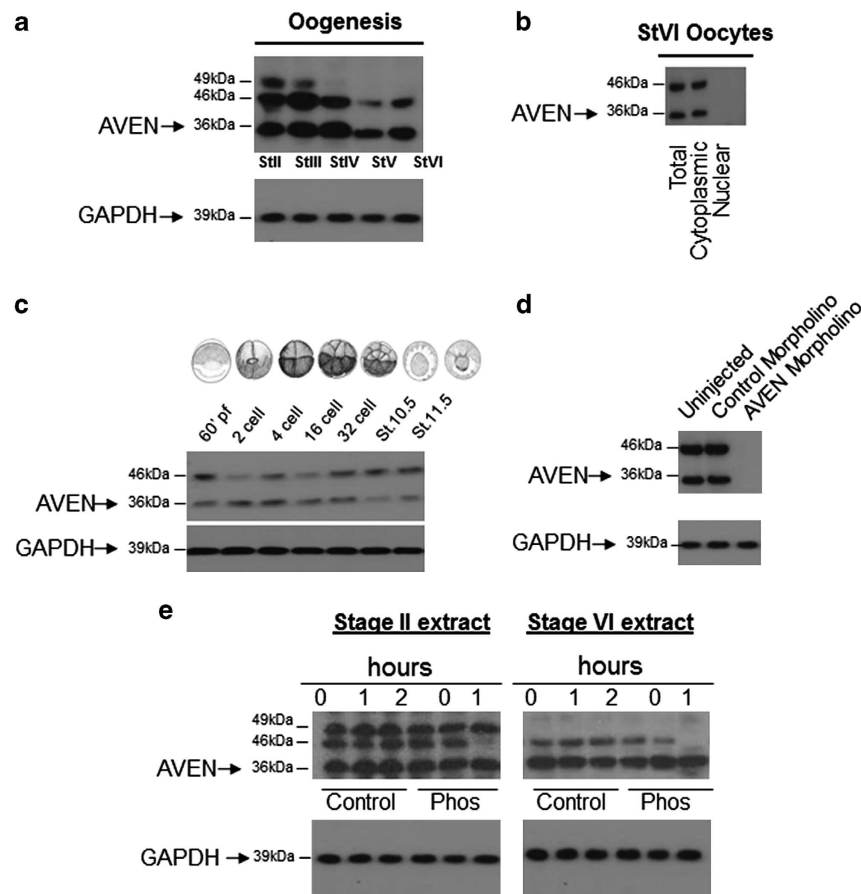 a
Oogenesis
49kDa
46kDa
AVEN→
36kDa
StII StIII StIV StV StVI
GAPDH→
39kDa
b
StVI Oocytes
46kDa
AVEN→
36kDa
Total
Cytoplasmic
Nuclear
c
60' pf
2 cell
4 cell
16 cell
32 cell
St.10.5
St.11.5
46kDa
AVEN→
36kDa
GAPDH→
39kDa
d
Uninjected
Control Morpholino
AVEN Morpholino
46kDa
AVEN→
36kDa
GAPDH→
39kDa
e
Stage II extract
hours
0 1 2 0 1
49kDa
46kDa
AVEN→
36kDa
Control Phos
GAPDH→
39kDa
Stage VI extract
hours
0 1 2 0 1
Control Phos